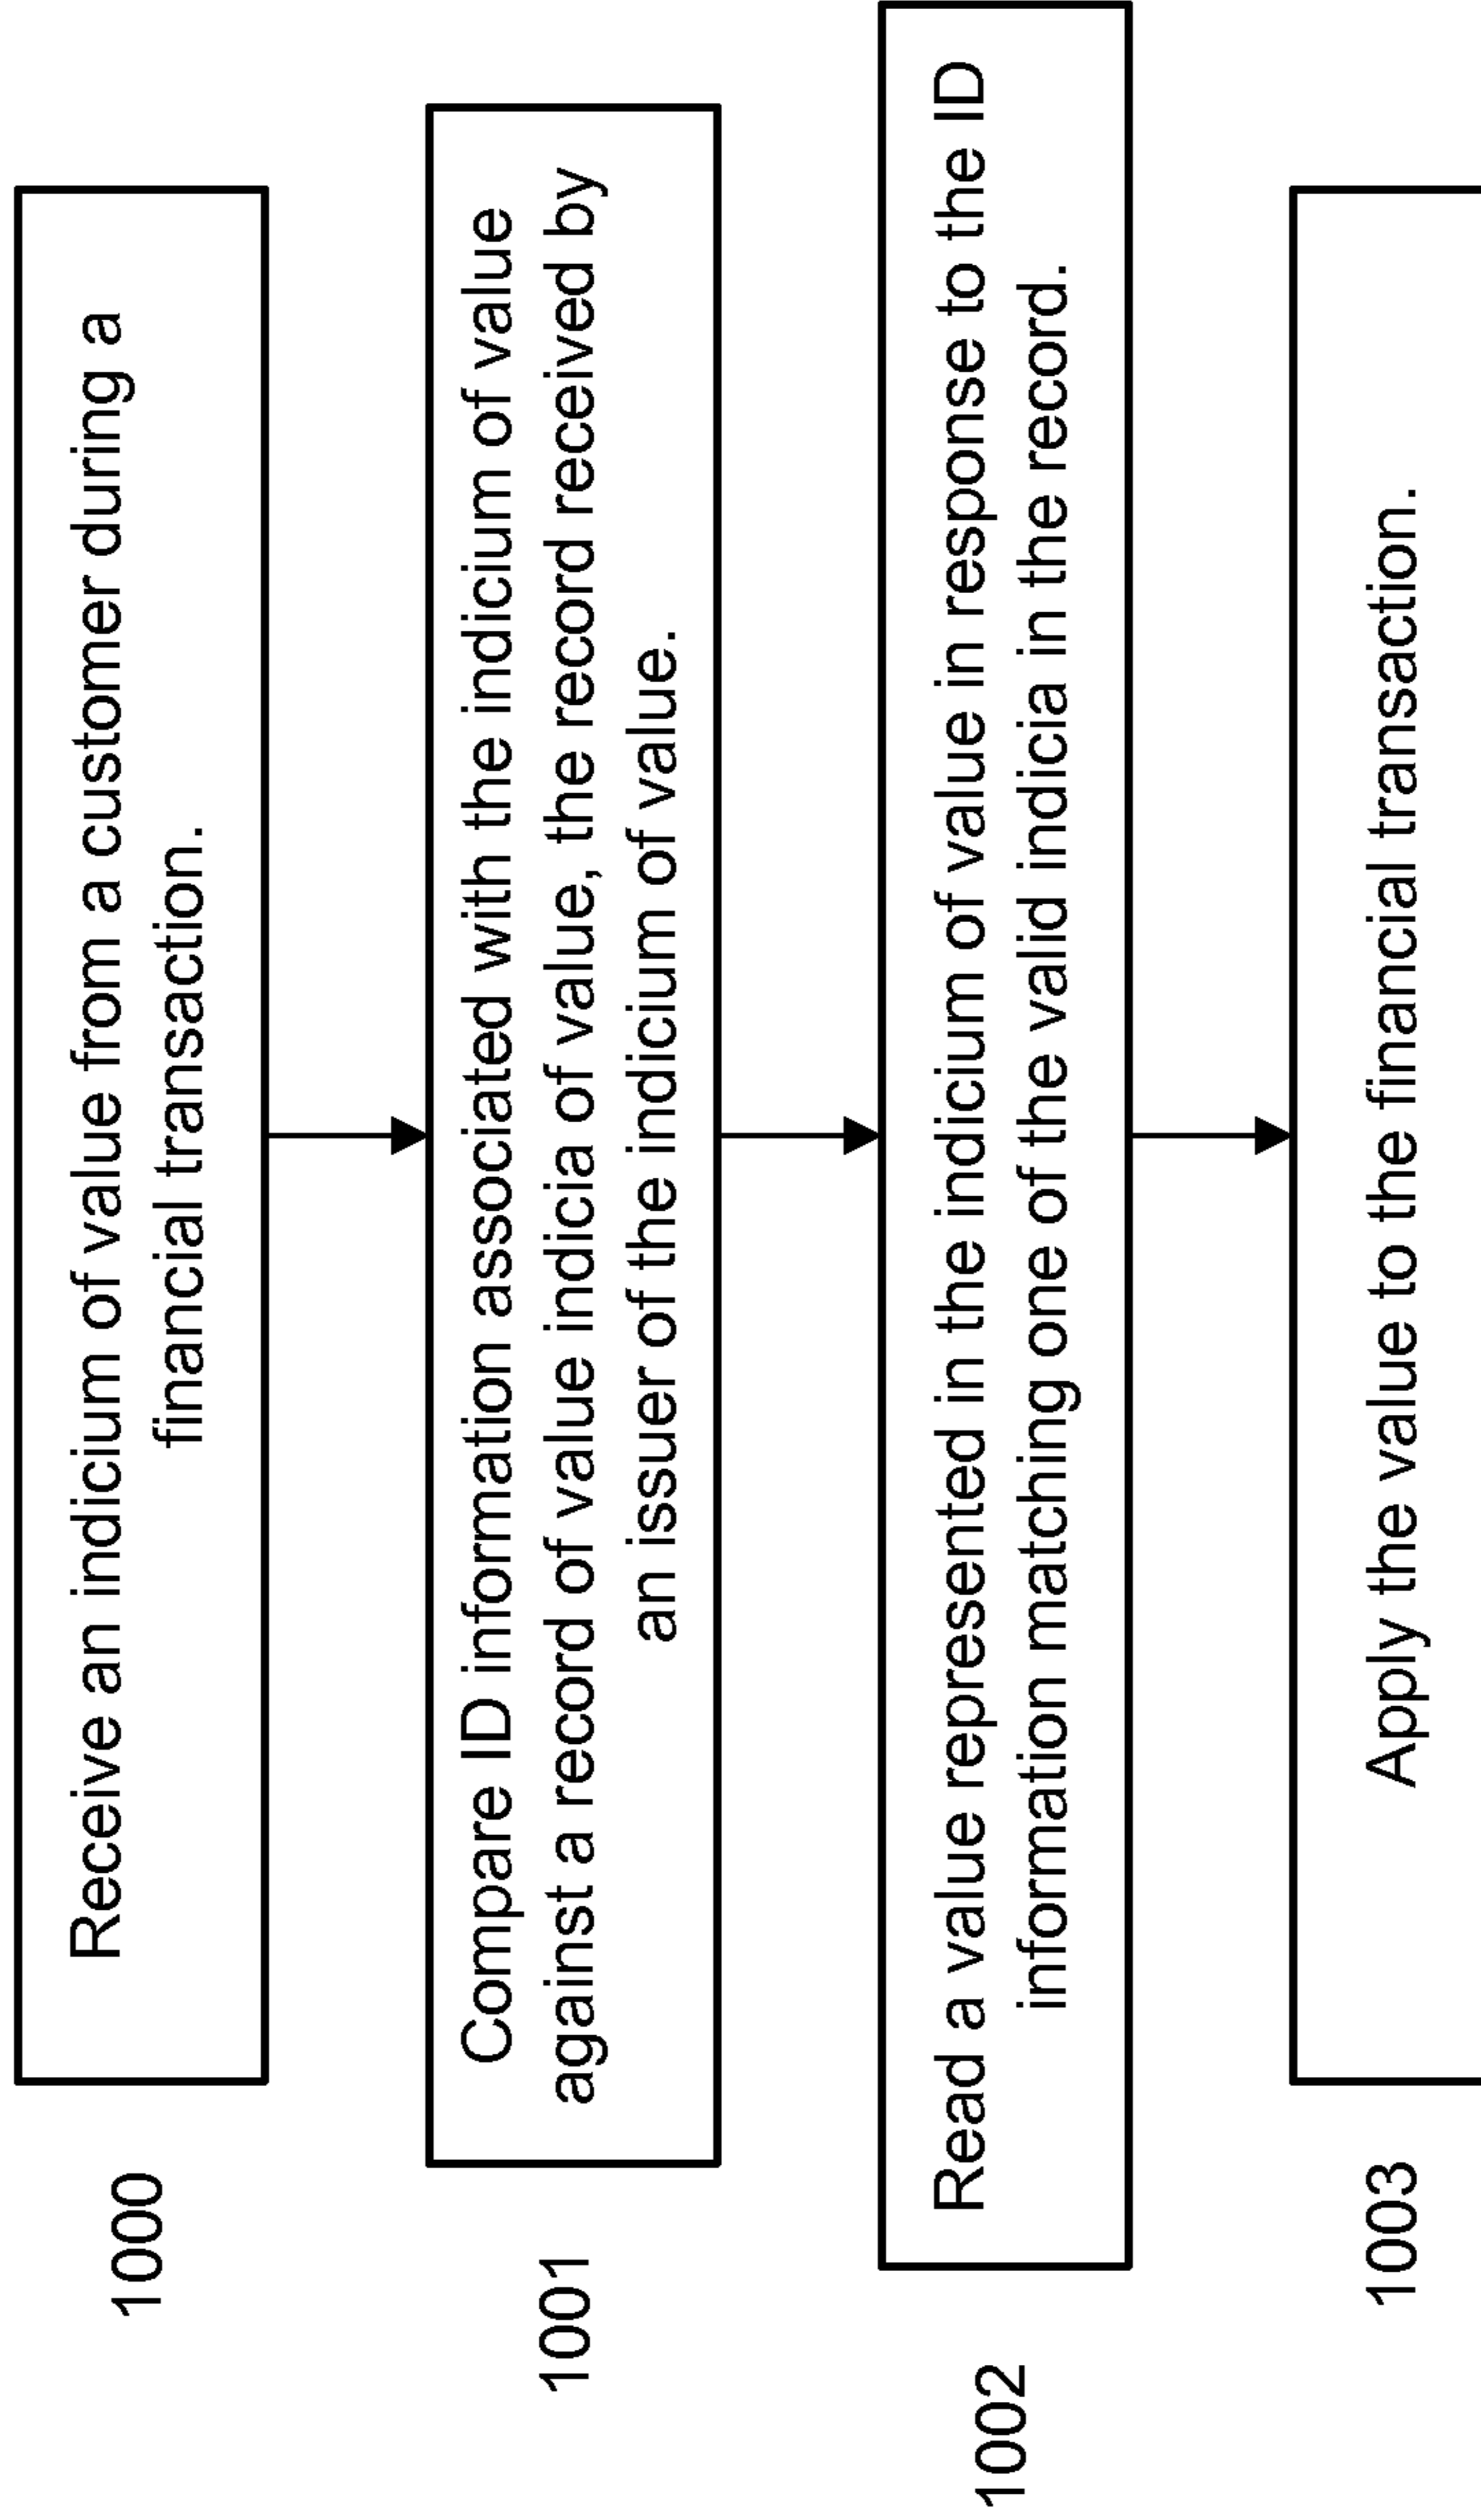 1000
Receive an indicium of value from a customer during a
financial transaction.
1001
Compare ID information associated with the indicium of value
against a record of value indicia of value, the record received by
an issuer of the indicium of value.
1002
Read a value represented in the indicium of value in response to the ID
information matching one of the valid indicia in the record.
1003
Apply the value to the financial transaction.